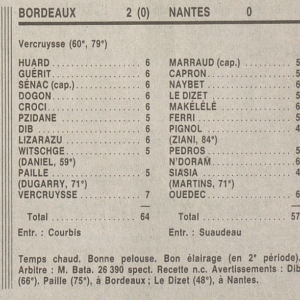 BORDEAUX 2 (0) NANTES 0
Vercruysse (60°, 79°)
HUARD 6 MARRAUD (cap.) 5
GUÉRIT 6 CAPRON
SÉNAC (cap.) 6 NAYBET 6
DOGON 6 LE DIZET 5
CROCI 6 MAKÉLÉLÉ
PZIDANE 5 FERRI 5
DIB 6 PIGNOL 4
LIZARAZU 6 (ZIANI, 84°)
WITSCHGE 5 PEDROS 5
(DANIEL, 59°) N'DORAM 6
PAILLE 5 SIASIA 4
(DUGARRY, 71°) (MARTINS, 71°)
VERCRUYSSE 7 OUEDEC 6
Total 64 Total 57
Entr. : Courbis Entr. : Suaudeau
Temps chaud. Bonne pelouse. Bon élairage (en 2° période).
Arbitre : M. Bata. 26 390 spect. Recette n.c. Avertissements : Dib
(66°). Paille (75°), à Bordeaux ; Le Dizet (48°), à Nantes.